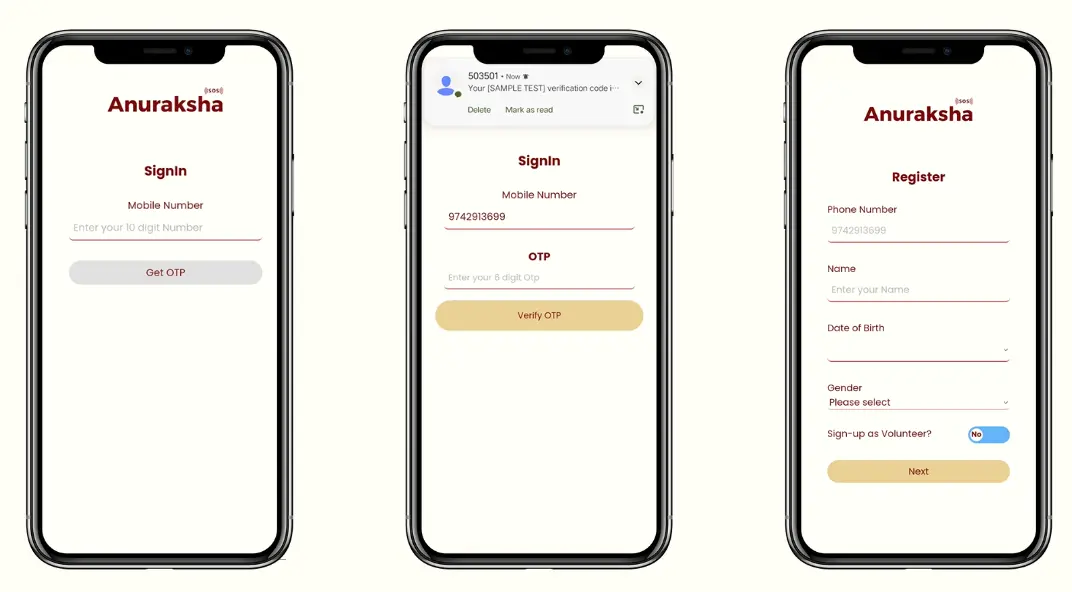 ((SOS))
Anuraksha
SignIn
Mobile Number
Enter your 10 digit Number
Get OTP
503501 • Now
Your [SAMPLE TEST] verification code i...
Delete Mark as read
SignIn
Mobile Number
9742913699
OTP
Enter your 6 digit Otp
Verify OTP
((SOS))
Anuraksha
Register
Phone Number
9742913699
Name
Enter your Name
Date of Birth
Gender
Please select
Sign-up as Volunteer? No
Next